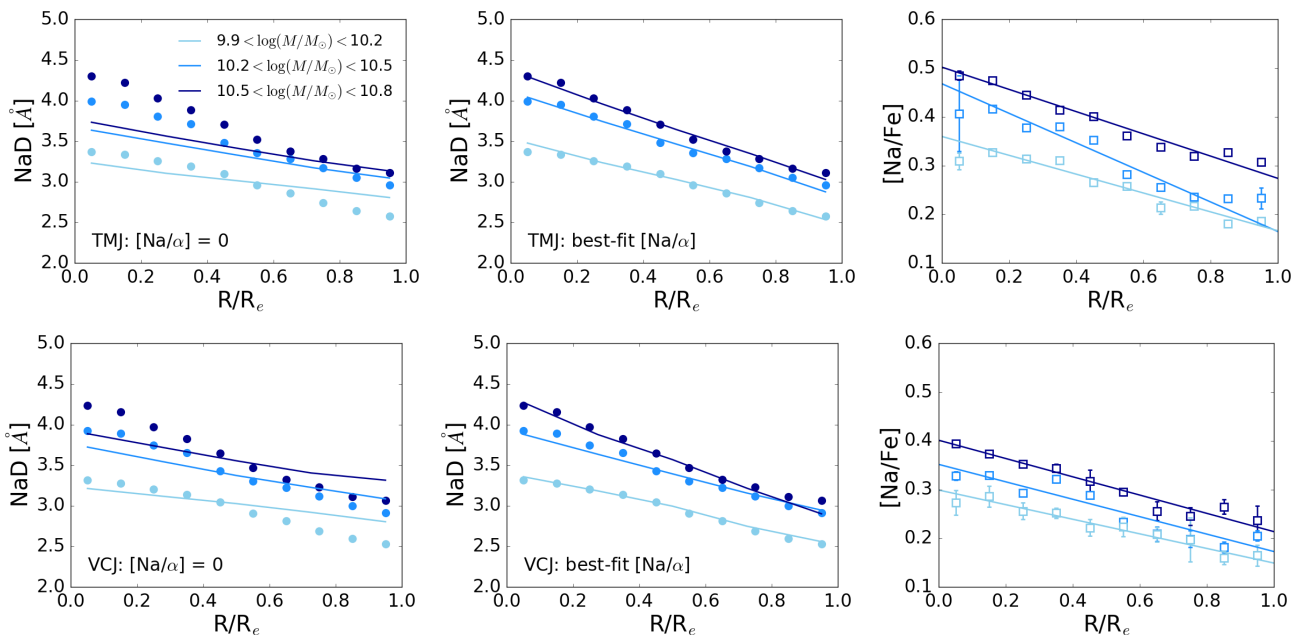 5.0
4.5
4.0
3.5
3.0
2.5
2.0
NaD [Å]
9.9 < log(M/M⊙) < 10.2
10.2 < log(M/M⊙) < 10.5
10.5 < log(M/M⊙) < 10.8
TMJ: [Na/α] = 0
0.0 0.2 0.4 0.6 0.8 1.0
R/Re
5.0
4.5
4.0
3.5
3.0
2.5
2.0
NaD [Å]
TMJ: best-fit [Na/α]
0.0 0.2 0.4 0.6 0.8 1.0
R/Re
0.6
0.5
0.4
0.3
0.2
0.1
[Na/Fe]
0.0 0.2 0.4 0.6 0.8 1.0
R/Re
5.0
4.5
4.0
3.5
3.0
2.5
2.0
NaD [Å]
VCJ: [Na/α] = 0
0.0 0.2 0.4 0.6 0.8 1.0
R/Re
5.0
4.5
4.0
3.5
3.0
2.5
2.0
NaD [Å]
VCJ: best-fit [Na/α]
0.0 0.2 0.4 0.6 0.8 1.0
R/Re
0.6
0.5
0.4
0.3
0.2
0.1
[Na/Fe]
0.0 0.2 0.4 0.6 0.8 1.0
R/Re